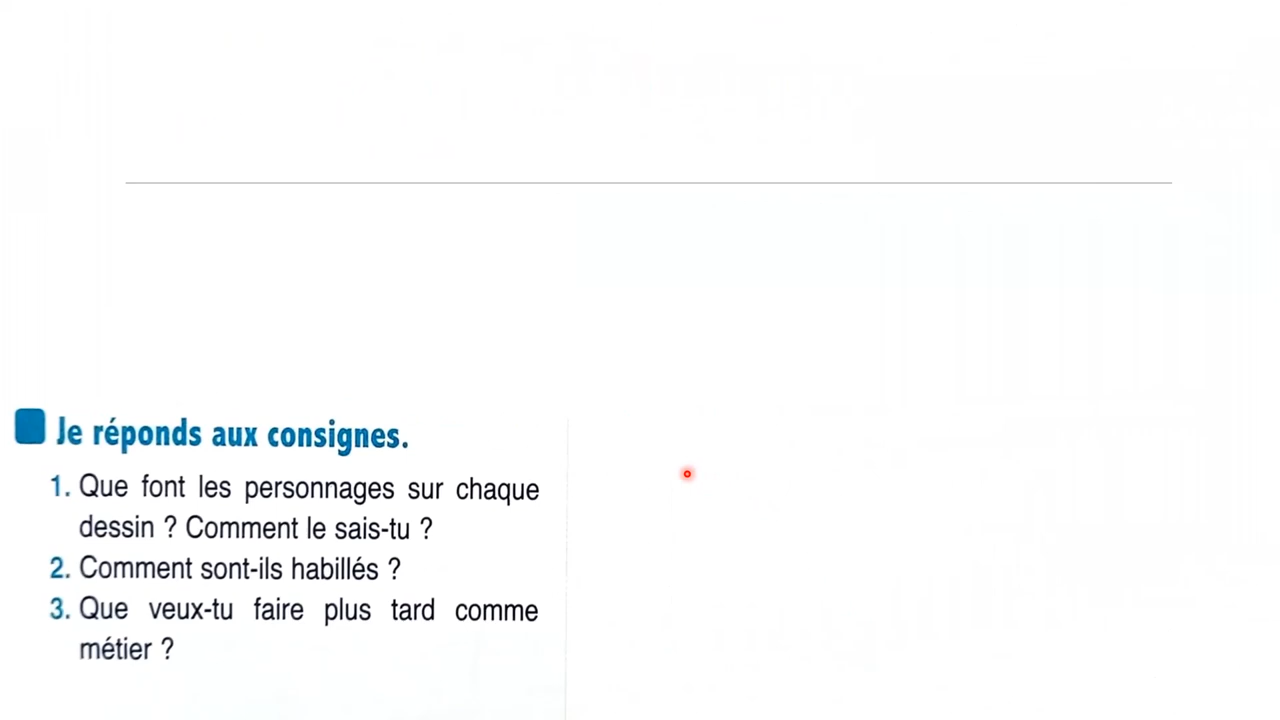 Je réponds aux consignes.
1. Que font les personnages sur chaque
dessin ? Comment le sais-tu ?
2. Comment sont-ils habillés ?
3. Que veux-tu faire plus tard comme
métier ?